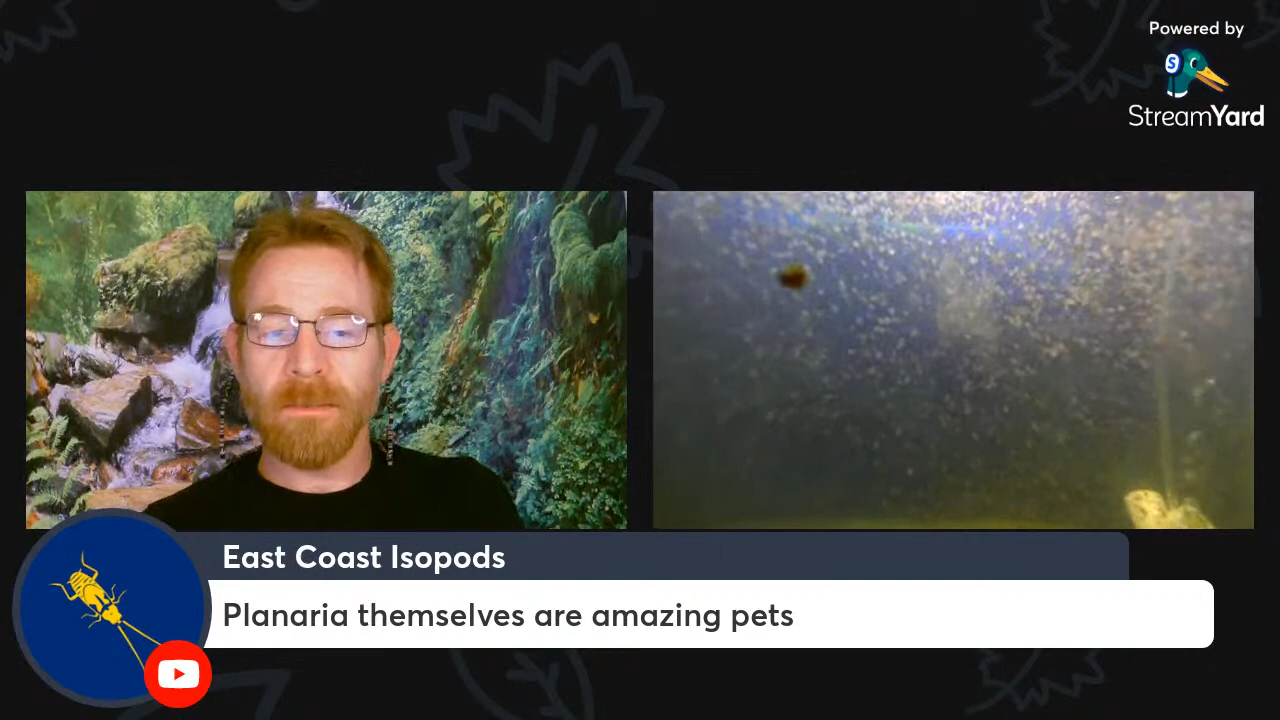 Powered by
S
StreamYard
East Coast Isopods
Planaria themselves are amazing pets